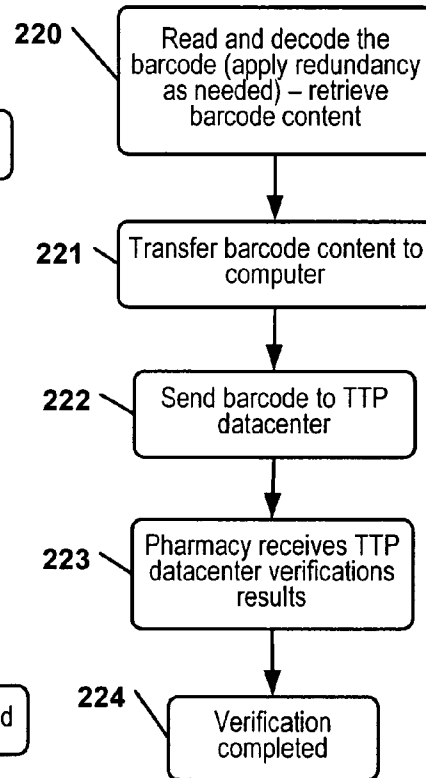 220
Read and decode the
barcode (apply redundancy
as needed) – retrieve
barcode content
221
Transfer barcode content to
computer
222
Send barcode to TTP
datacenter
223
Pharmacy receives TTP
datacenter verifications
results
224
Verification
completed